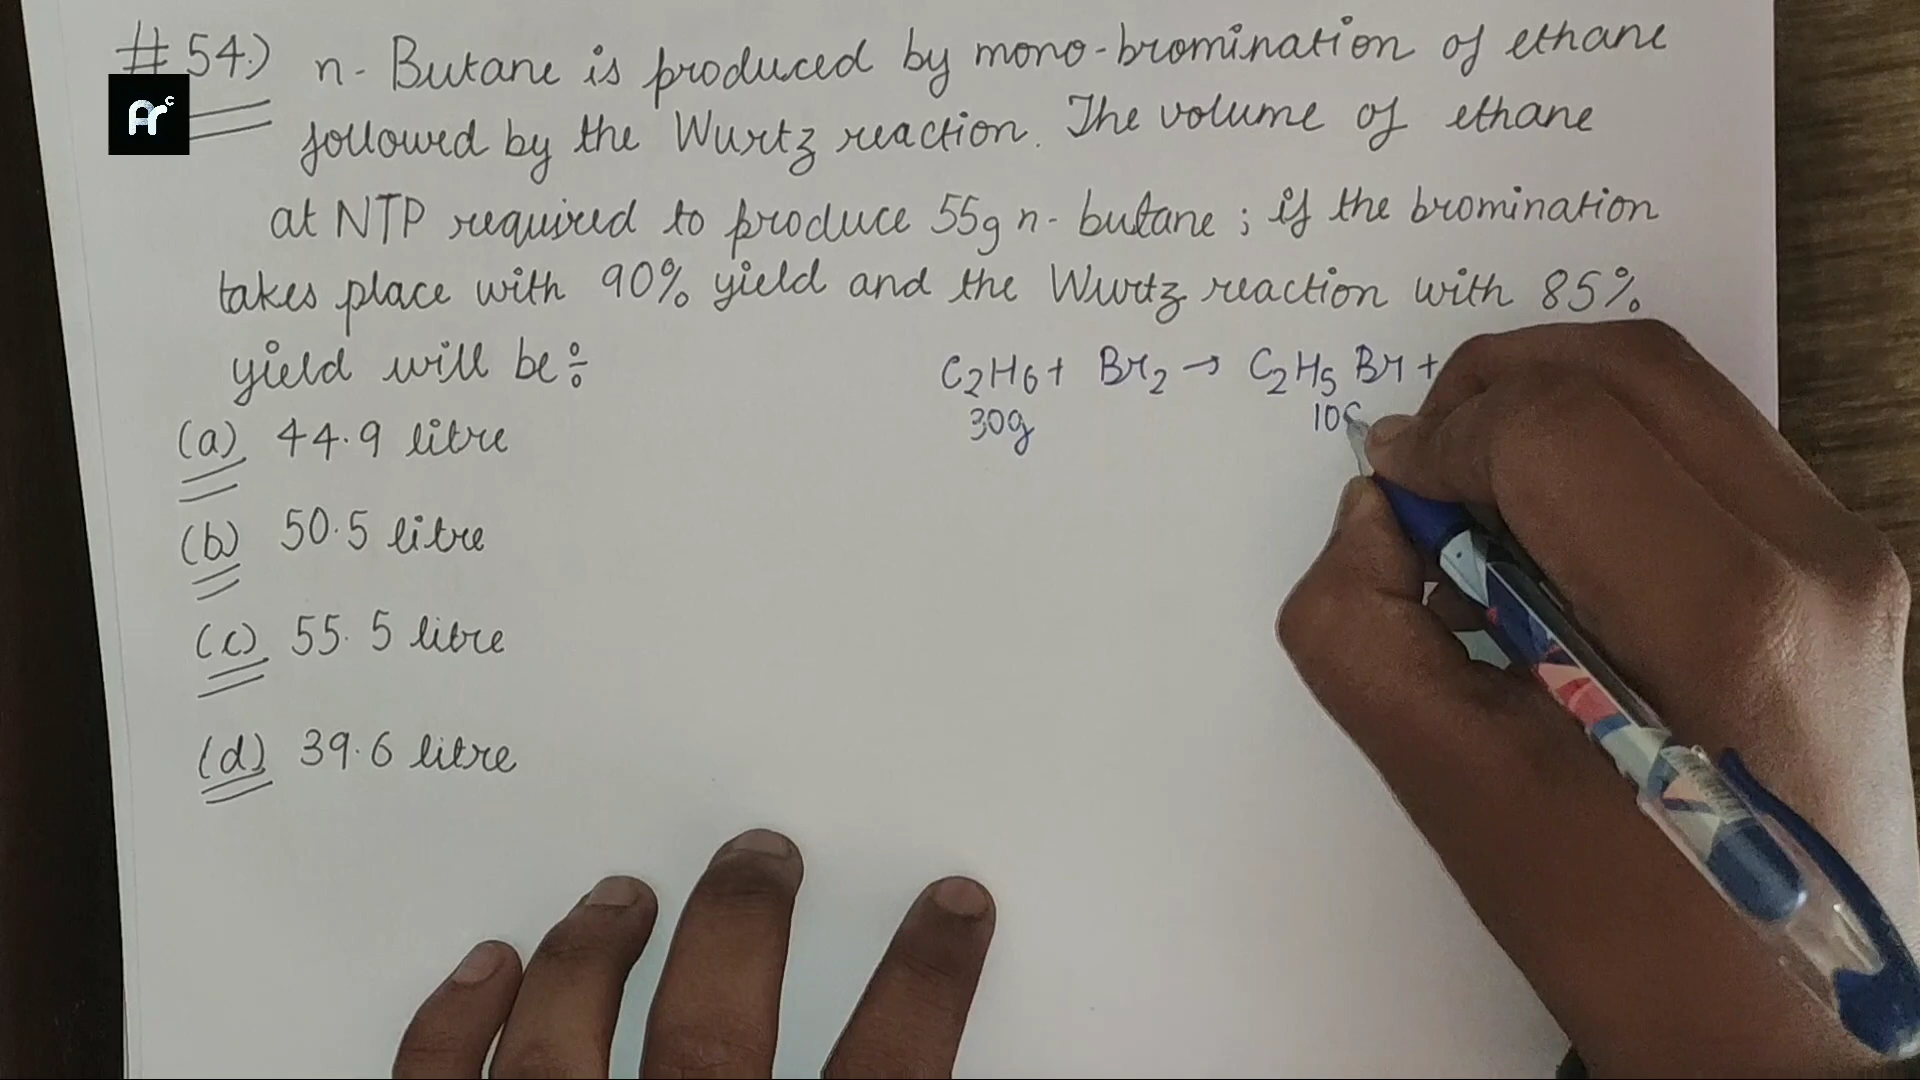 #54.) n-Butane is produced by mono-bromination of ethane
followed by the Wurtz reaction. The volume of ethane
at NTP required to produce 55g n-butane; if the bromination
takes place with 90% yield and the Wurtz reaction with 85%
yield will be:
C2H6 + Br2 → C2H5Br +
30g
(a) 44.9 litre
(b) 50.5 litre
(c) 55.5 litre
(d) 39.6 litre
Ar c